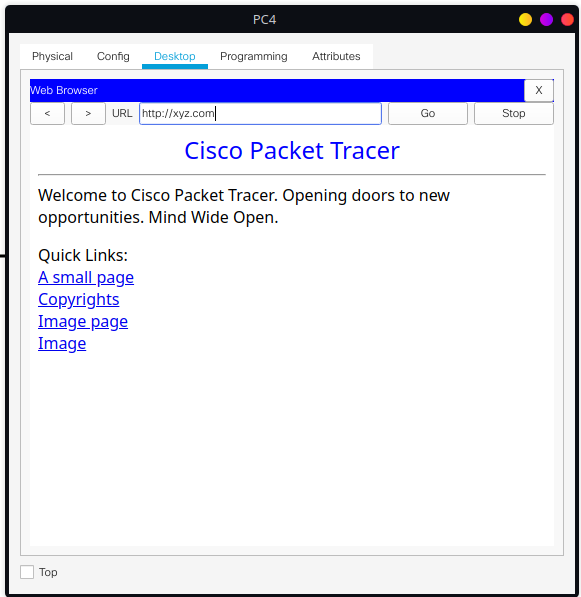 PC4
Physical Config Desktop Programming Attributes
Web Browser X
< > URL http://xyz.com Go Stop
Cisco Packet Tracer
Welcome to Cisco Packet Tracer. Opening doors to new
opportunities. Mind Wide Open.
Quick Links:
A small page
Copyrights
Image page
Image
Top